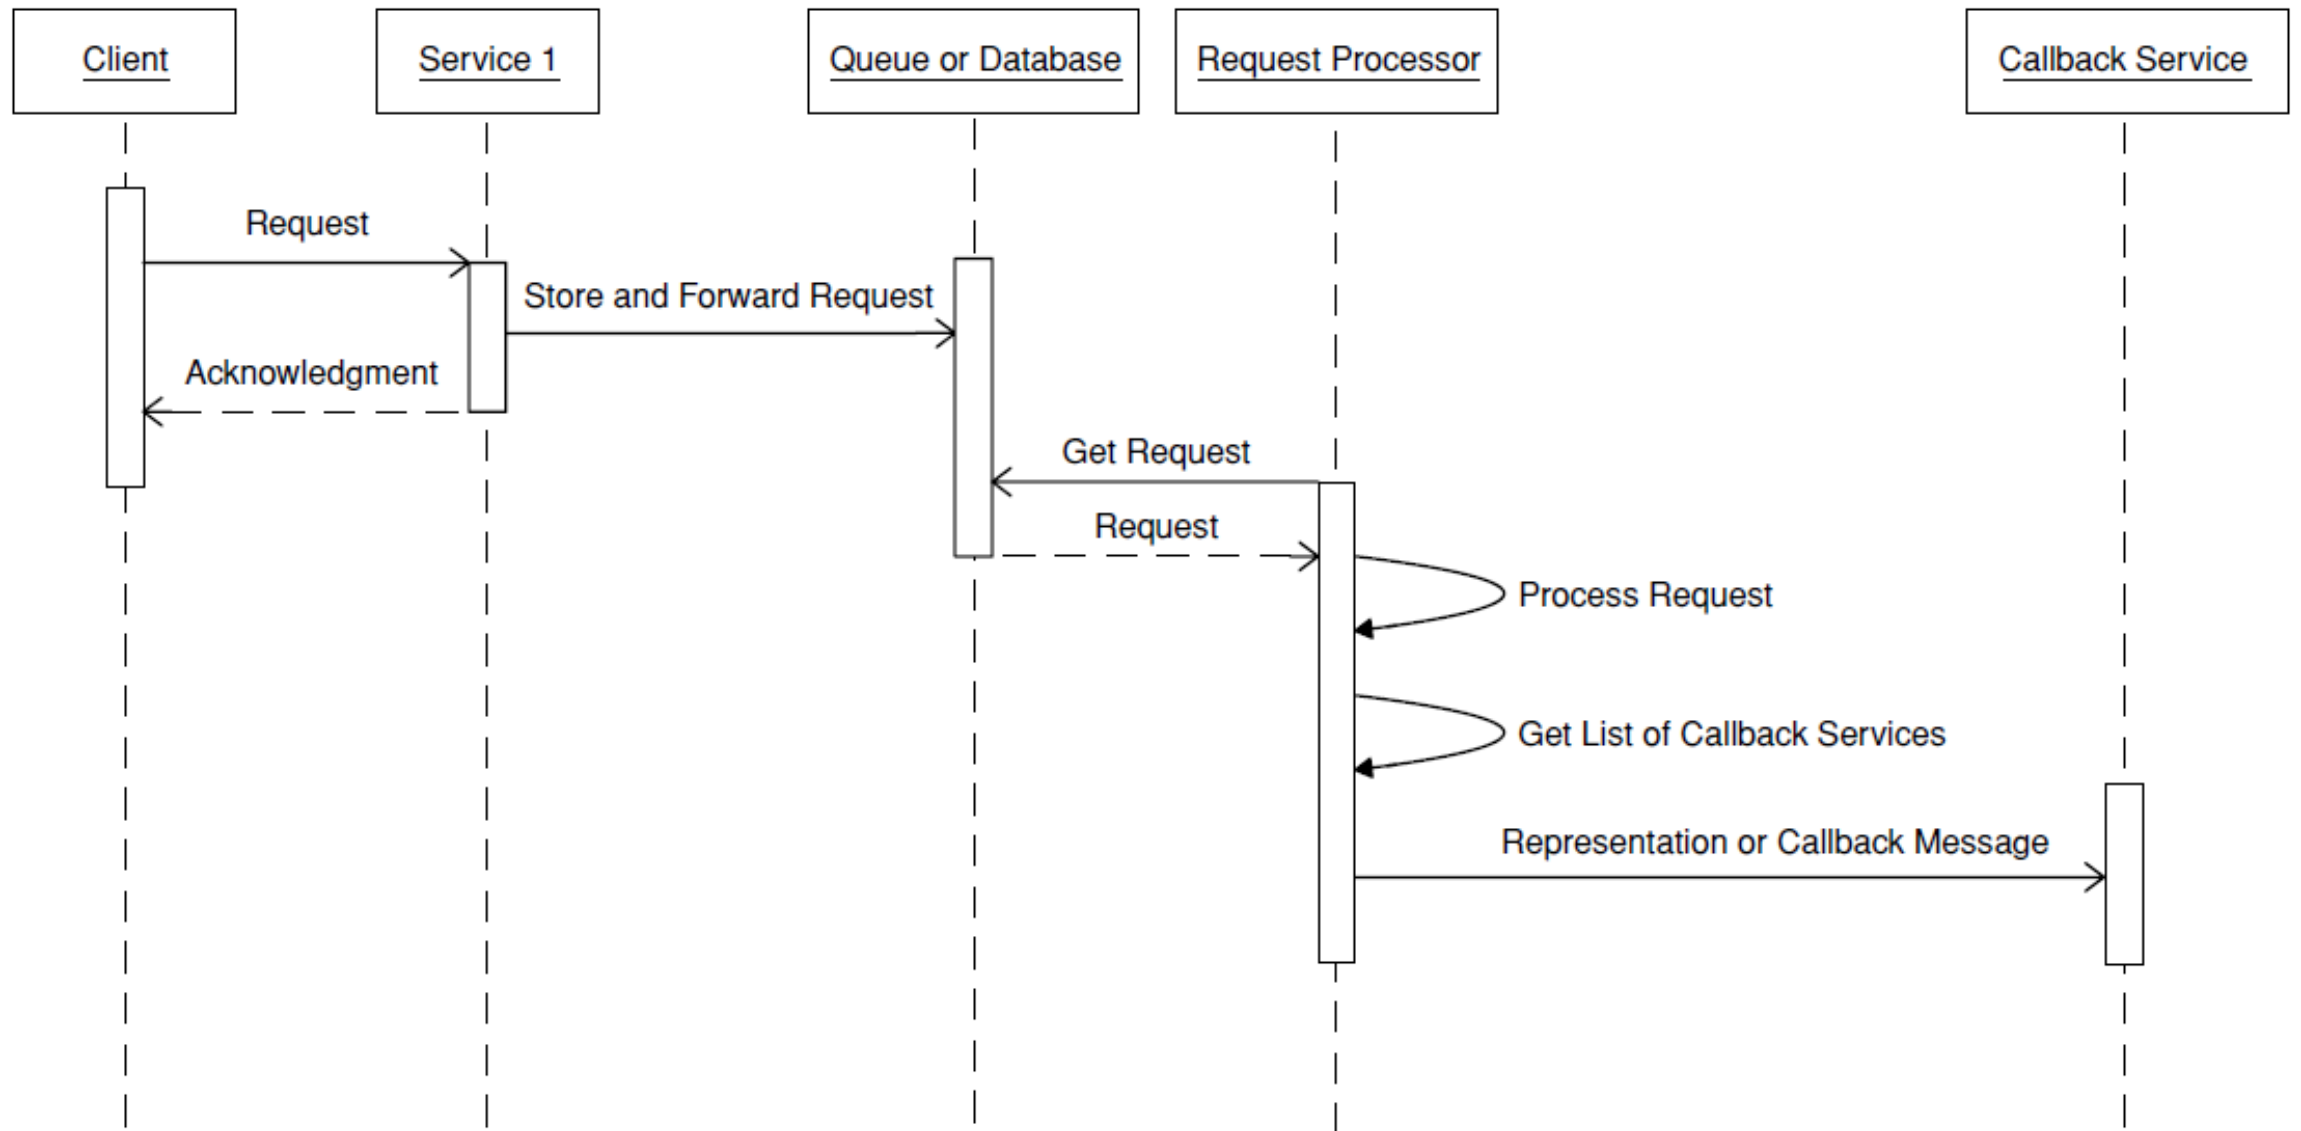 Client
Service 1
Queue or Database
Request Processor
Callback Service
Request
Store and Forward Request
Acknowledgment
Get Request
Request
Process Request
Get List of Callback Services
Representation or Callback Message